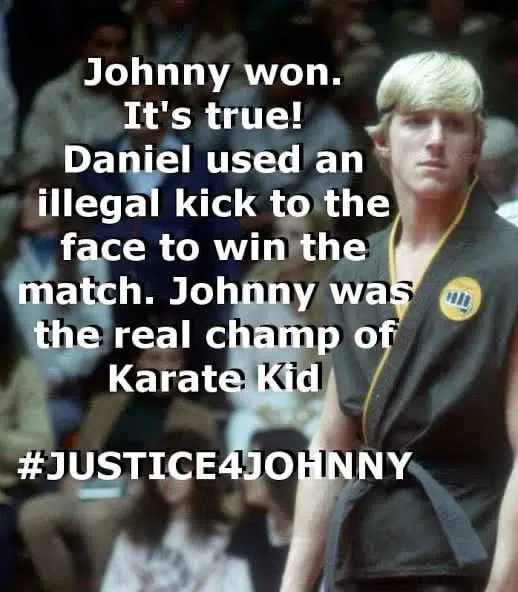 Johnny won.
It's true!
Daniel used an
illegal kick to the
face to win the
match. Johnny was
the real champ of
Karate Kid
#JUSTICE4JOHNNY